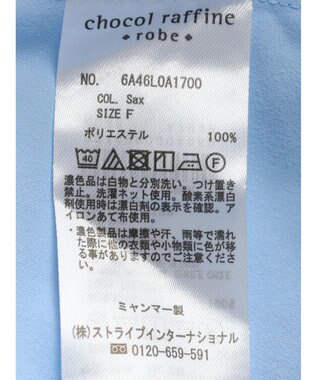 chocol raffine
robe
NO. 6A46L0A1700
COL. Sax
SIZE F
ポリエステル 100%
40
F
濃色品は白物と分別洗い。つけ置き
禁止。洗濯ネット使用。酸素系漂白
剤使用時は漂白剤の表示を確認。ア
イロンあて布使用。
・濃色製品は摩擦や汗、雨等で濡れ
た際に他の衣類や小物類に色が移
る事がありますのでご注意くださ
い。
ミャンマー製
(株)ストライプインターナショナル
0120-659-591